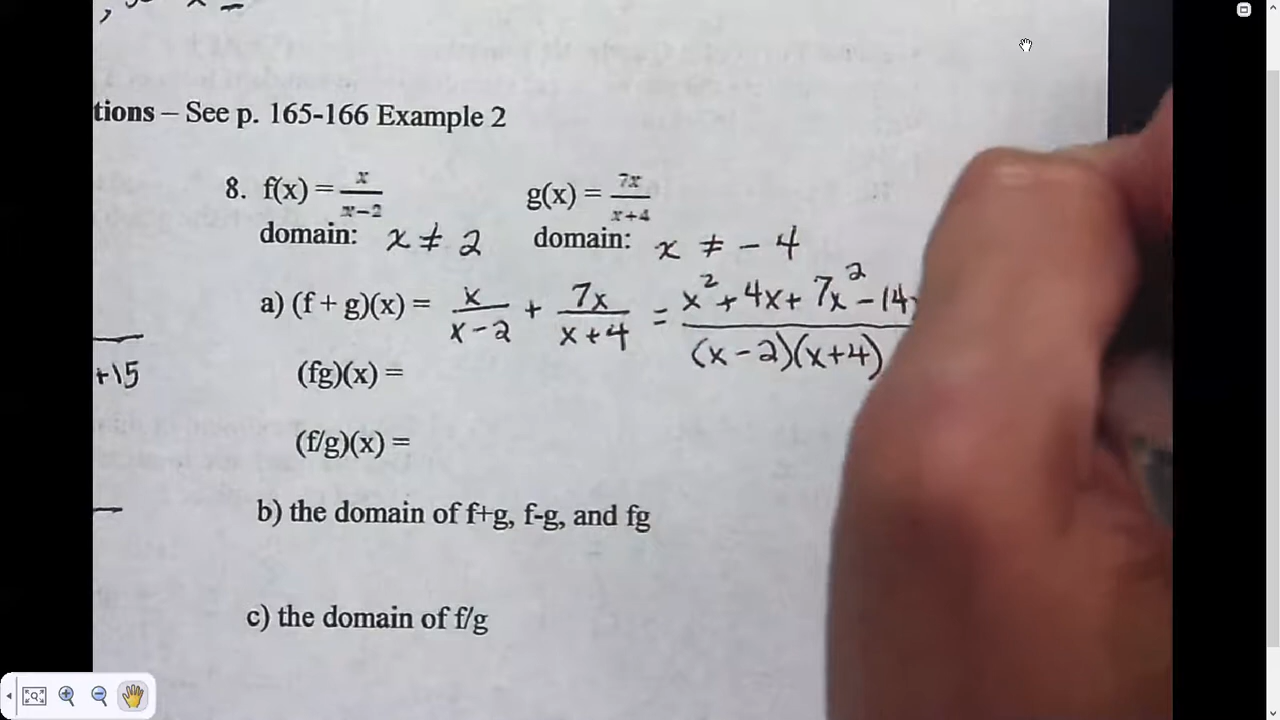 tions – See p. 165-166 Example 2
8. f(x) = x/(x−2) g(x) = 7x/(x+4)
domain: x ≠ 2 domain: x ≠ - 4
a) (f + g)(x) = x/(x-2) + 7x/(x+4) = (x² + 4x + 7x² - 14x)/((x-2)(x+4))
(fg)(x) =
+15
(f/g)(x) =
b) the domain of f+g, f-g, and fg
c) the domain of f/g